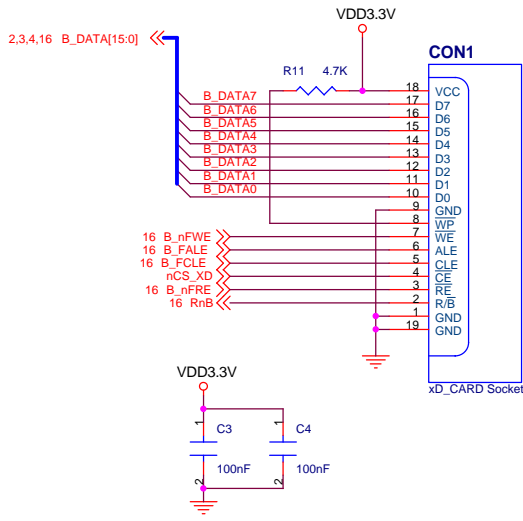 VDD3.3V
2,3,4,16 B_DATA[15:0]
CON1
R11 4.7K
18 VCC
B_DATA7 17 D7
B_DATA6 16 D6
B_DATA5 15 D5
B_DATA4 14 D4
B_DATA3 13 D3
B_DATA2 12 D2
B_DATA1 11 D1
B_DATA0 10 D0
9 GND
8 WP
16 B_nFWE 7 WE
16 B_FALE 6 ALE
16 B_FCLE 5 CLE
nCS_XD 4 CE
16 B_nFRE 3 RE
16 RnB 2 R/B
1 GND
19 GND
xD_CARD Socket
VDD3.3V
1 C3 1 C4
2 100nF 2 100nF